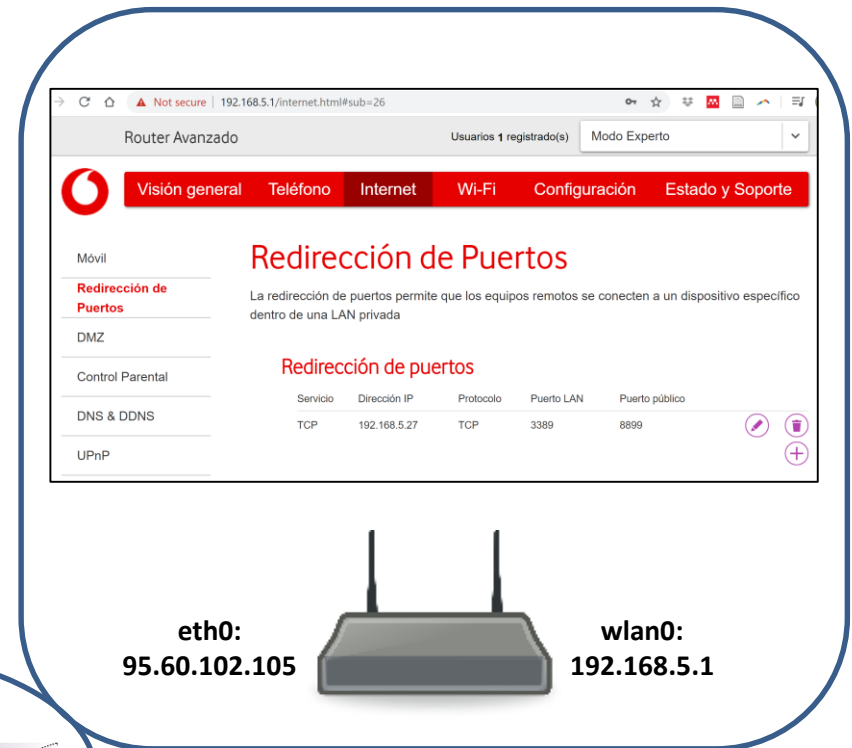 Not secure | 192.168.5.1/internet.html#sub=26
Router Avanzado
Usuarios 1 registrado(s)
Modo Experto
Visión general Teléfono Internet Wi-Fi Configuración Estado y Soporte
Móvil
Redirección de
Puertos
DMZ
Control Parental
DNS & DDNS
UPnP
Redirección de Puertos
La redirección de puertos permite que los equipos remotos se conecten a un dispositivo específico
dentro de una LAN privada
Redirección de puertos
Servicio Dirección IP Protocolo Puerto LAN Puerto público
TCP 192.168.5.27 TCP 3389 8899
eth0:
95.60.102.105
wlan0:
192.168.5.1